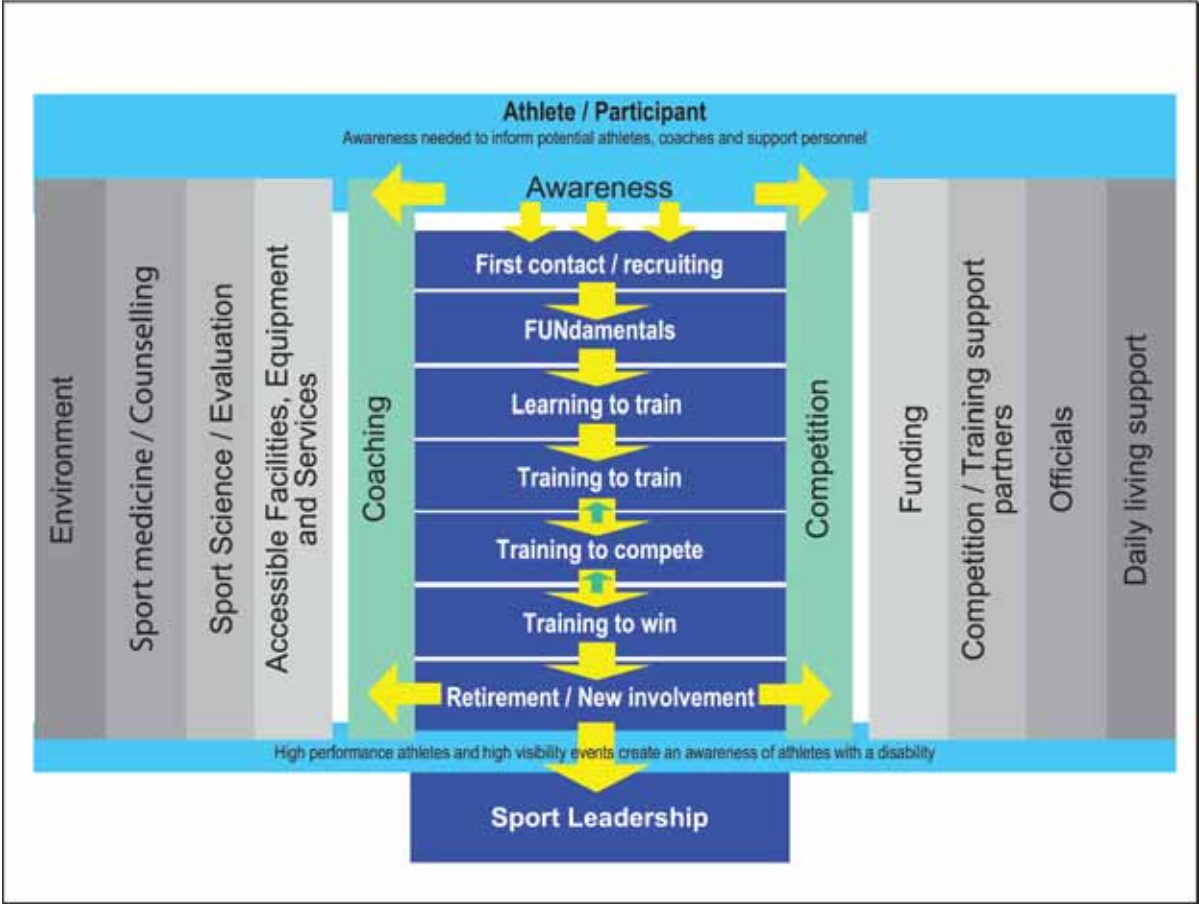 Athlete / Participant
Awareness needed to inform potential athletes, coaches and support personnel
Awareness
Environment
Sport medicine / Counselling
Sport Science / Evaluation
Accessible Facilities, Equipment
and Services
Coaching
First contact / recruiting
FUNdamentals
Learning to train
Training to train
Training to compete
Training to win
Retirement / New involvement
Competition
Funding
Competition / Training support
partners
Officials
Daily living support
High performance athletes and high visibility events create an awareness of athletes with a disability
Sport Leadership